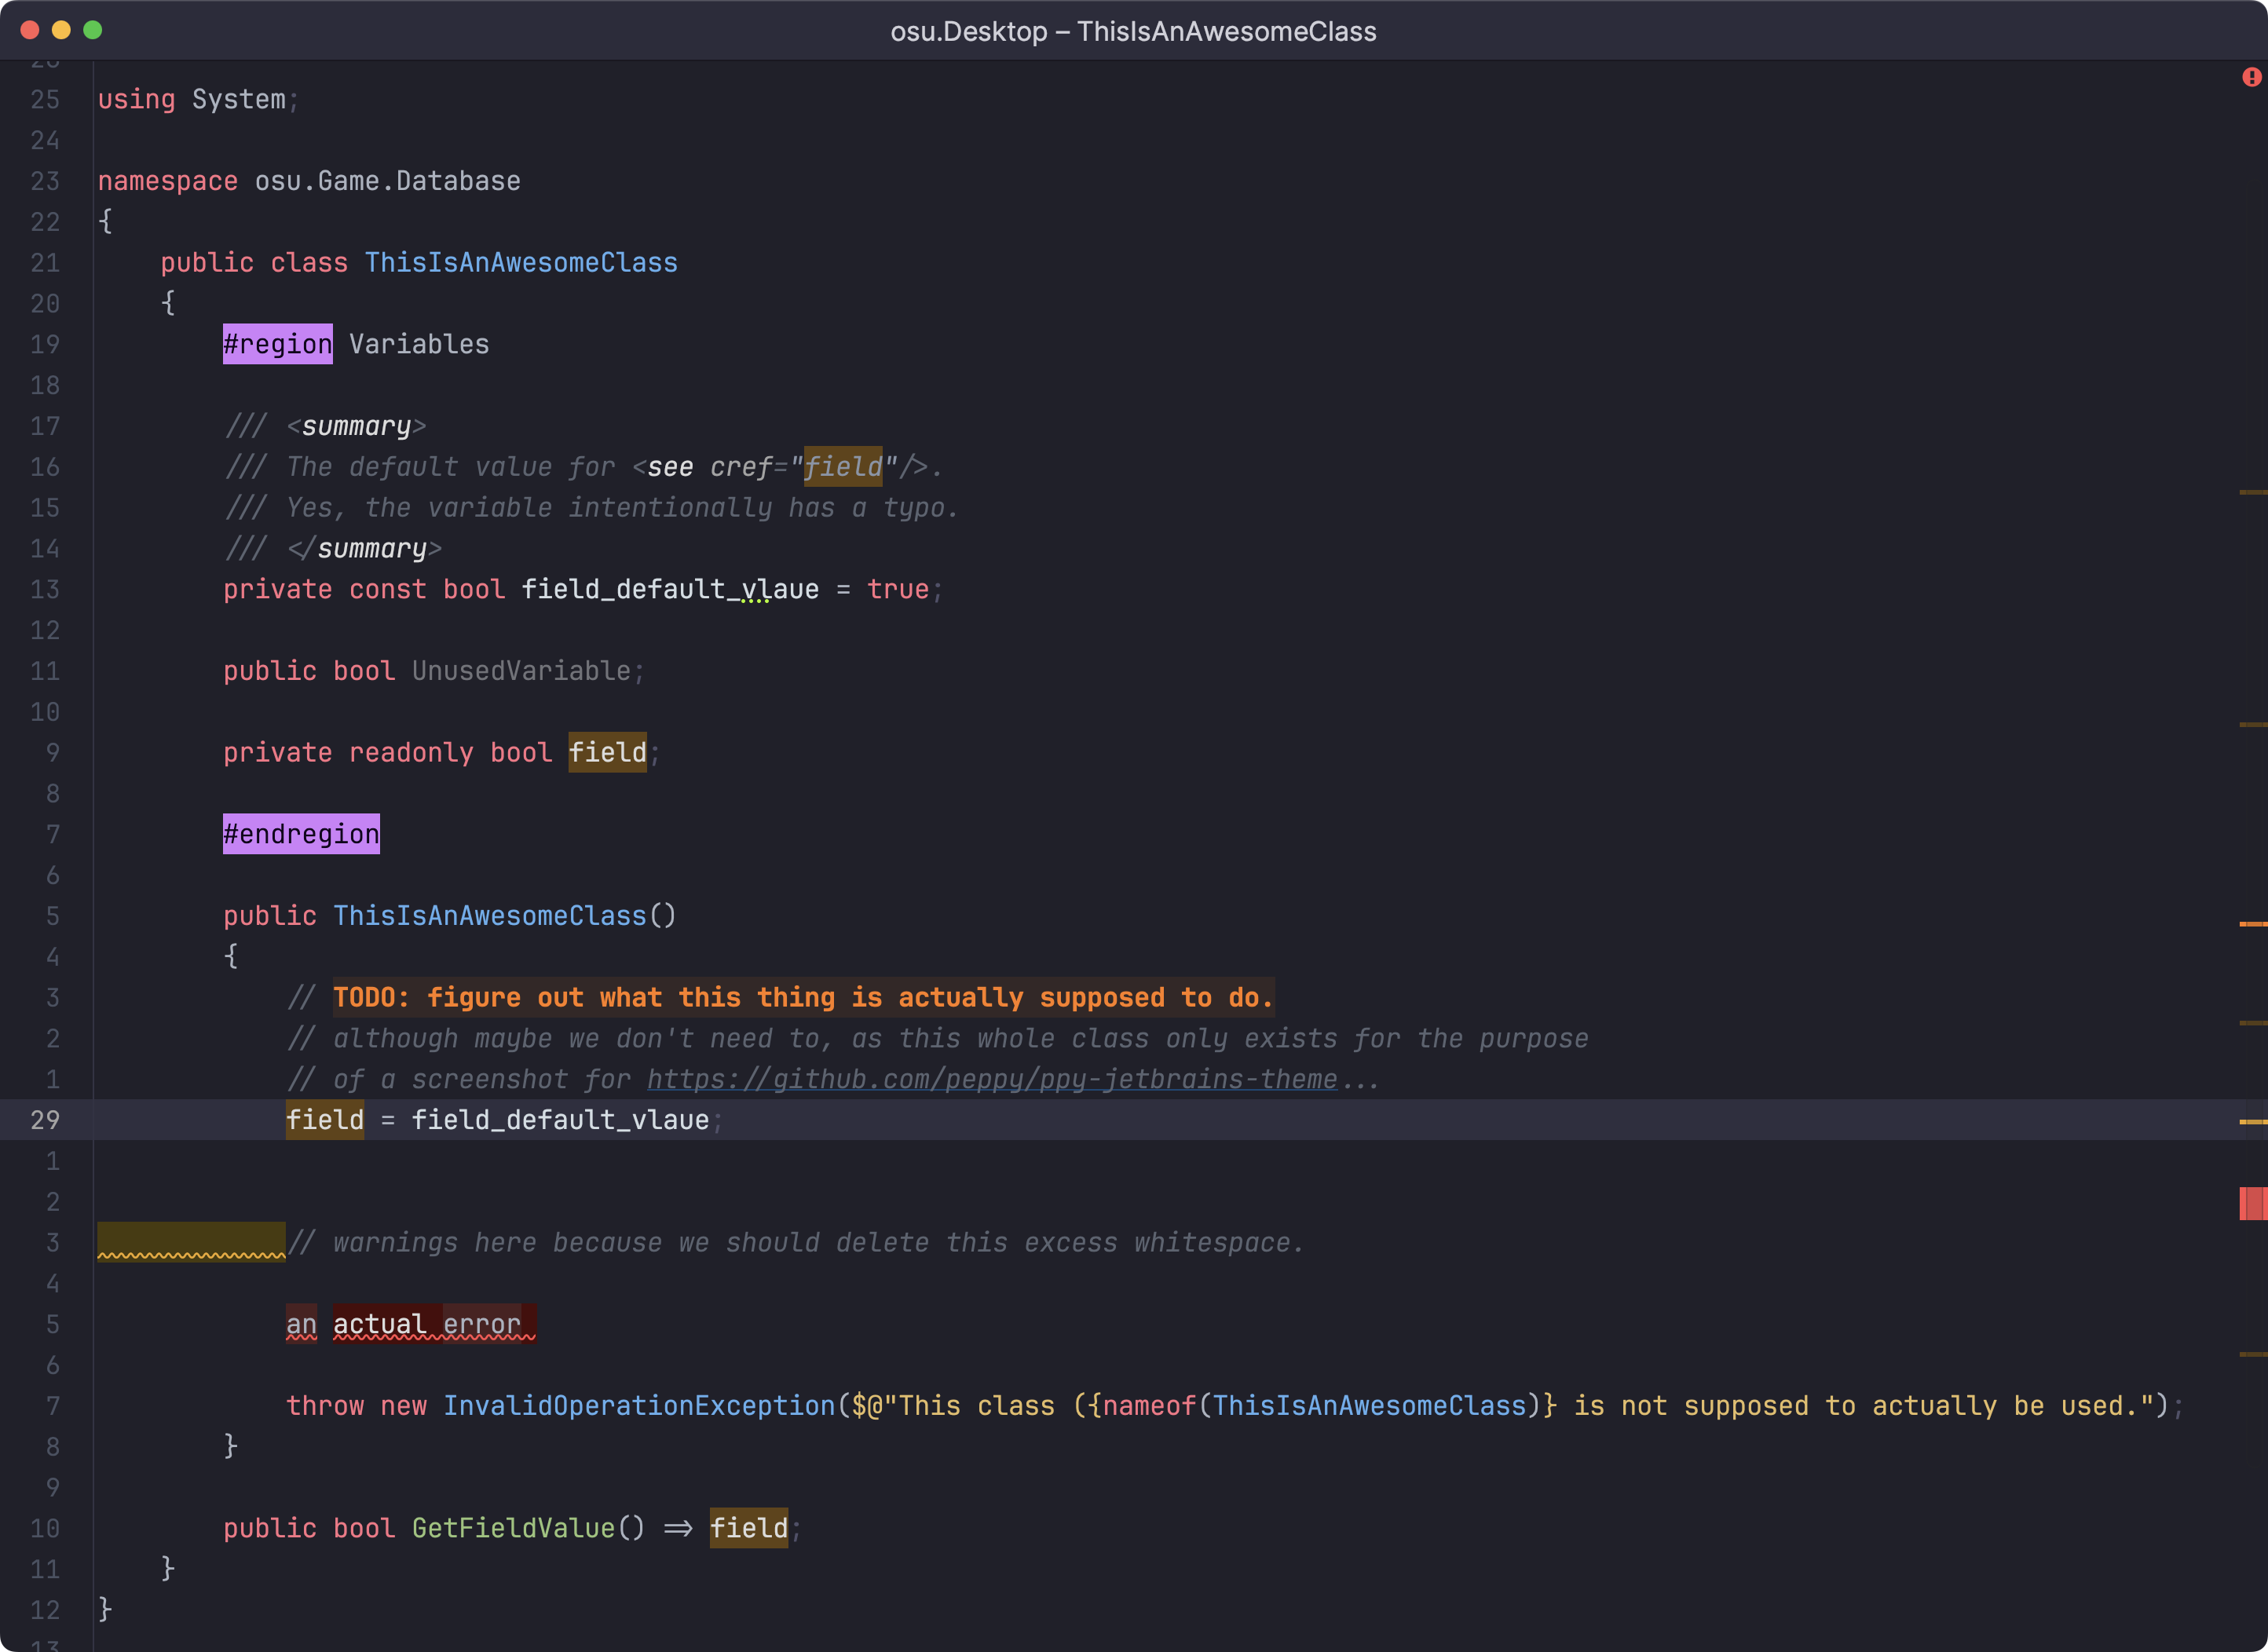 osu.Desktop – ThisIsAnAwesomeClass
25 using System;
24
23 namespace osu.Game.Database
22 {
21 public class ThisIsAnAwesomeClass
20 {
19 #region Variables
18
17 /// <summary>
16 /// The default value for <see cref="field"/>.
15 /// Yes, the variable intentionally has a typo.
14 /// </summary>
13 private const bool field_default_vlaue = true;
12
11 public bool UnusedVariable;
10
9 private readonly bool field;
8
7 #endregion
6
5 public ThisIsAnAwesomeClass()
4 {
3 // TODO: figure out what this thing is actually supposed to do.
2 // although maybe we don't need to, as this whole class only exists for the purpose
1 // of a screenshot for https://github.com/peppy/ppy-jetbrains-theme...
29 field = field_default_vlaue;
1
2
3 // warnings here because we should delete this excess whitespace.
4
5 an actual error
6
7 throw new InvalidOperationException($@"This class ({nameof(ThisIsAnAwesomeClass)} is not supposed to actually be used.");
8 }
9
10 public bool GetFieldValue() => field;
11 }
12 }